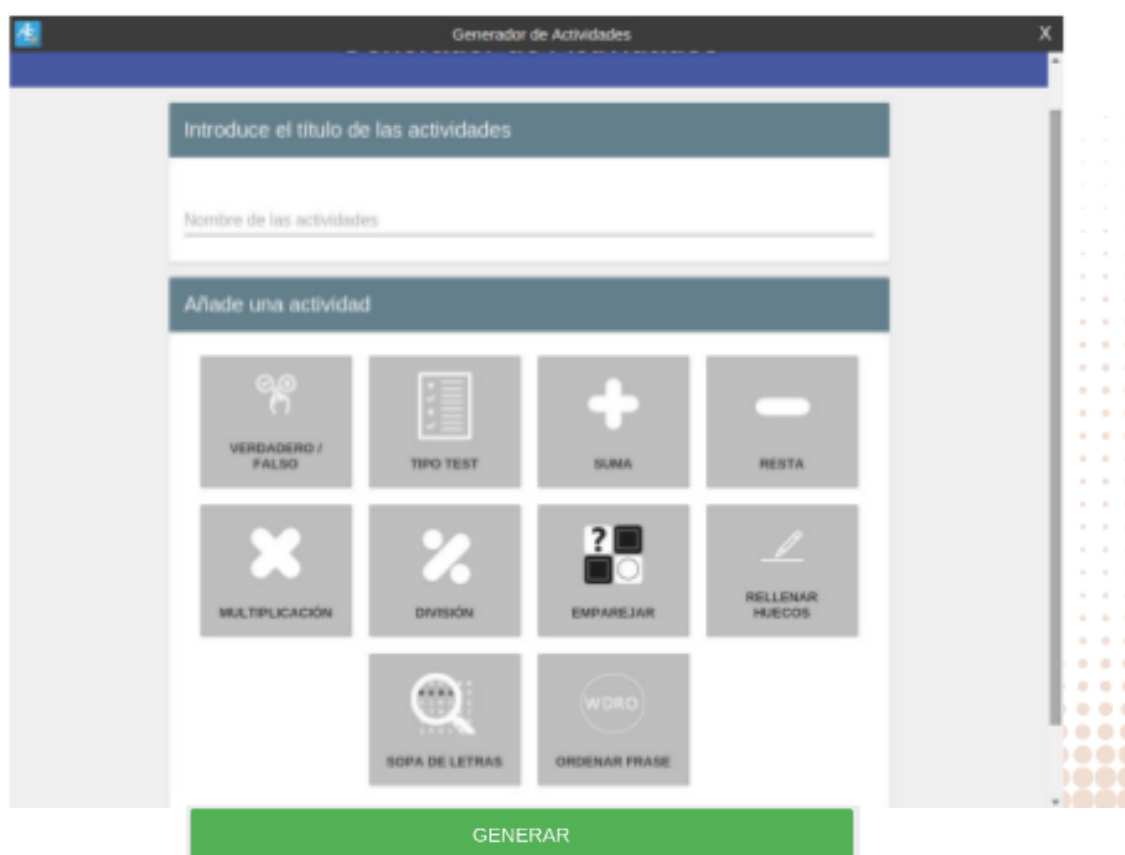 Generador de Actividades
X
Introduce el título de las actividades
Nombre de las actividades
Añade una actividad
VERDADERO /
FALSO
TIPO TEST
SUMA
RESTA
MULTIPLICACIÓN
DIVISIÓN
?
EMPAREJAR
RELLENAR
HUECOS
SOPA DE LETRAS
WORO
ORDENAR FRASE
GENERAR